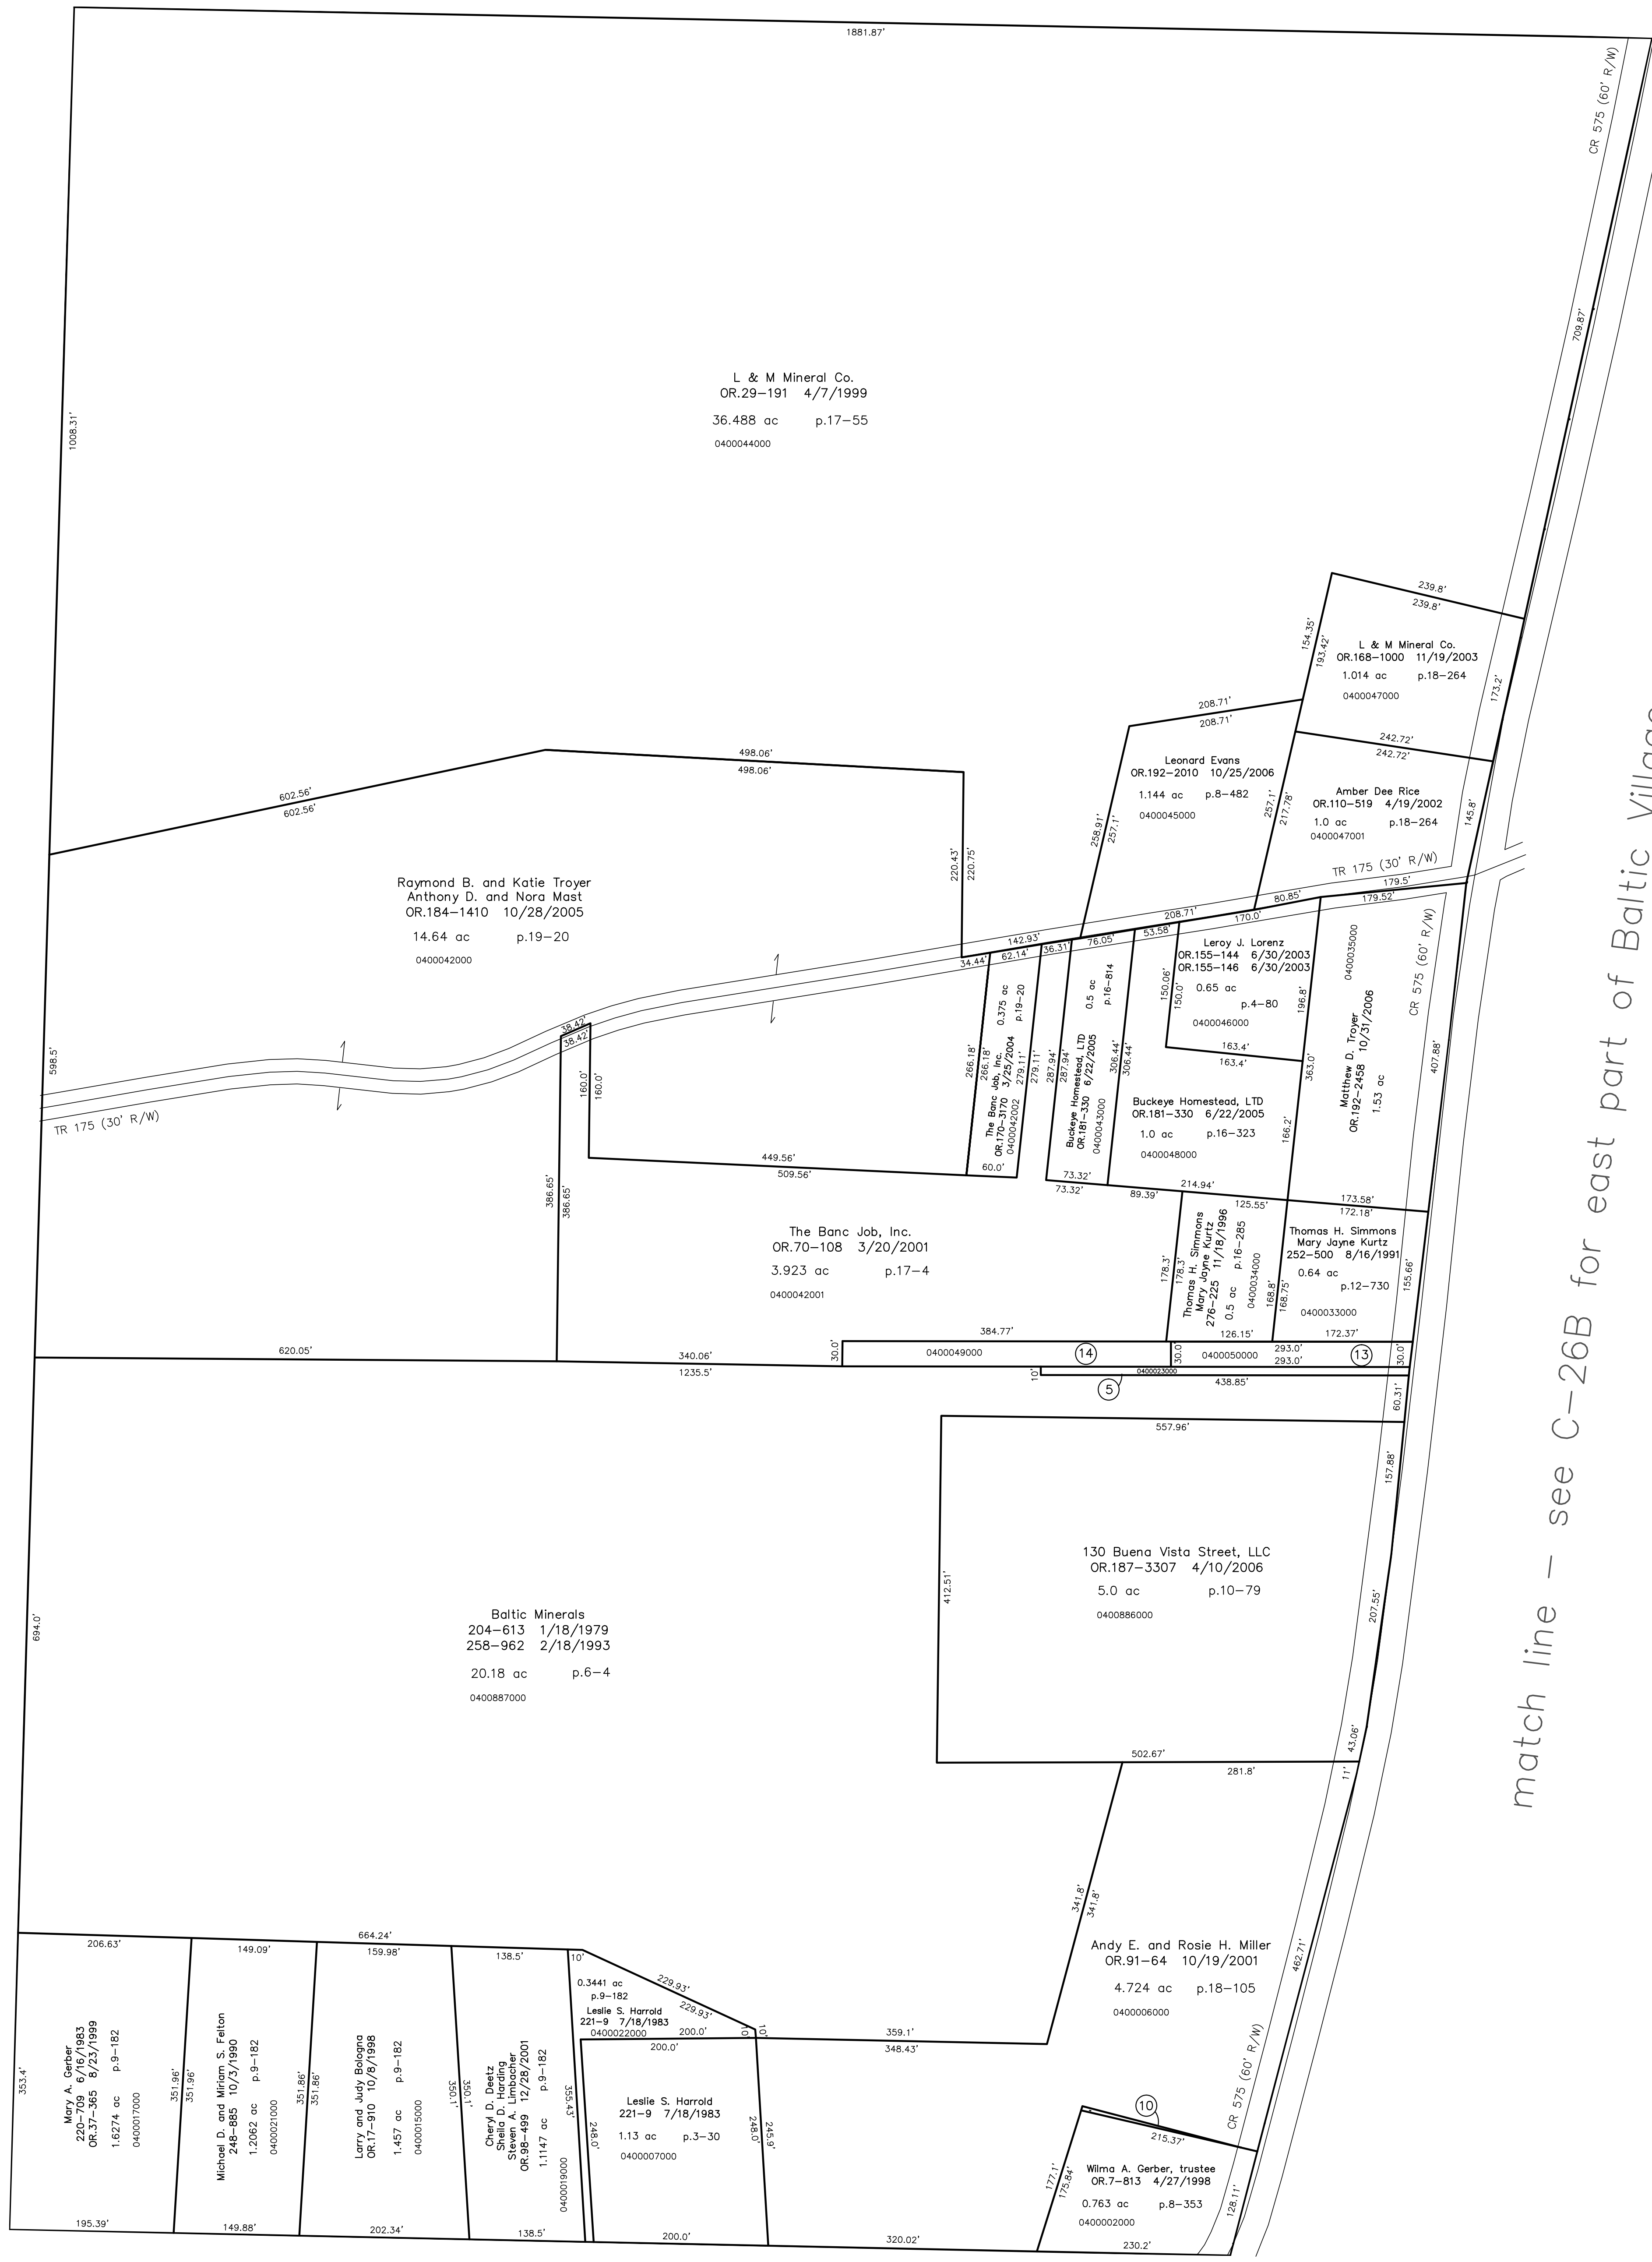 1881.87'
CR 575 (60' R/W)
709.87'
1008.31'
L & M Mineral Co.
OR.29-191 4/7/1999
36.488 ac p.17-55
0400044000
239.8'
239.8'
154.35'
193.42'
L & M Mineral Co.
OR.168-1000 11/19/2003
1.014 ac p.18-264
0400047000
173.2'
208.71'
208.71'
242.72'
242.72'
Leonard Evans
OR.192-2010 10/25/2006
1.144 ac p.8-482
0400045000
258.91'
257.1'
257.1'
217.78'
Amber Dee Rice
OR.110-519 4/19/2002
1.0 ac p.18-264
0400047001
145.8'
TR 175 (30' R/W)
498.06'
498.06'
602.56'
602.56'
220.43'
220.75'
Raymond B. and Katie Troyer
Anthony D. and Nora Mast
OR.184-1410 10/28/2005
14.64 ac p.19-20
0400042000
598.5'
TR 175 (30' R/W)
38.42'
38.42'
160.0'
160.0'
142.93'
208.71'
80.85'
179.5'
179.52'
34.44'
62.14'
36.31'
76.05'
53.58'
170.0'
266.18'
266.18'
The Banc Job, Inc.
OR.170-3170 3/25/2004
0.375 ac p.19-20
0400042002
279.11'
279.11'
60.0'
287.94'
287.94'
Buckeye Homestead, LTD
OR.181-330 6/22/2005
0.5 ac p.16-814
0400043000
306.44'
306.44'
73.32'
73.32'
150.06'
150.0'
Leroy J. Lorenz
OR.155-144 6/30/2003
OR.155-146 6/30/2003
0.65 ac
p.4-80
0400046000
196.8'
163.4'
163.4'
363.0'
166.2'
Buckeye Homestead, LTD
OR.181-330 6/22/2005
1.0 ac p.16-323
0400048000
0400035000
Matthew D. Troyer
OR.192-2458 10/31/2006
1.53 ac
CR 575 (60' R/W)
407.88'
89.39'
214.94'
125.55'
173.58'
172.18'
449.56'
509.56'
386.65'
386.65'
The Banc Job, Inc.
OR.70-108 3/20/2001
3.923 ac p.17-4
0400042001
178.3'
178.3'
Thomas H. Simmons
Mary Jayne Kurtz
276-225 11/18/1996
0.5 ac p.16-285
0400034000
168.8'
168.75'
Thomas H. Simmons
Mary Jayne Kurtz
252-500 8/16/1991
0.64 ac
p.12-730
0400033000
155.66'
384.77'
126.15'
172.37'
30.0'
0400049000
14
30.0'
0400050000
293.0'
293.0'
13
30.0'
620.05'
340.06'
1235.5'
10'
0400023000
5
438.85'
60.31'
557.96'
157.88'
412.51'
130 Buena Vista Street, LLC
OR.187-3307 4/10/2006
5.0 ac p.10-79
0400886000
207.55'
43.06'
694.0'
Baltic Minerals
204-613 1/18/1979
258-962 2/18/1993
20.18 ac p.6-4
0400887000
502.67'
281.8'
11'
341.8'
341.8'
Andy E. and Rosie H. Miller
OR.91-64 10/19/2001
4.724 ac p.18-105
0400006000
462.71'
CR 575 (60' R/W)
664.24'
206.63'
149.09'
159.98'
138.5'
10'
229.93'
229.93'
353.4'
Mary A. Gerber
220-709 6/16/1983
OR.37-365 8/23/1999
1.6274 ac p.9-182
0400017000
351.96'
351.96'
Michael D. and Miriam S. Felton
248-885 10/3/1990
1.2062 ac p.9-182
0400021000
351.86'
351.86'
Larry and Judy Bologna
OR.17-910 10/8/1998
1.457 ac p.9-182
0400015000
350.1'
350.1'
Cheryl D. Deetz
Sheila D. Harding
Steven A. Limbacher
OR.98-499 12/28/2001
1.1147 ac p.9-182
0400019000
355.43'
0.3441 ac
p.9-182
Leslie S. Harrold
221-9 7/18/1983
0400022000
200.0'
10'
10'
200.0'
359.1'
348.43'
248.0'
Leslie S. Harrold
221-9 7/18/1983
1.13 ac p.3-30
0400007000
248.0'
245.9'
10
215.37'
177.1'
175.84'
Wilma A. Gerber, trustee
OR.7-813 4/27/1998
0.763 ac p.8-353
0400002000
128.11'
195.39'
149.88'
202.34'
138.5'
200.0'
320.02'
230.2'
match line - see C-26B for east part of Baltic Village